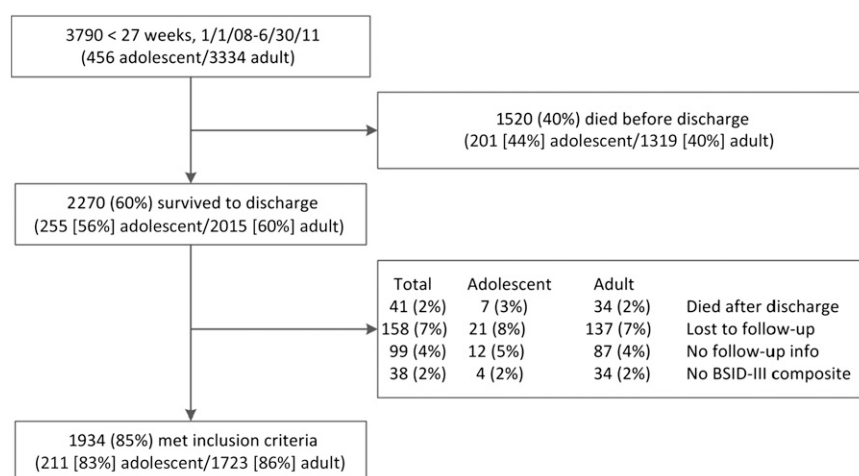 3790 < 27 weeks, 1/1/08-6/30/11
(456 adolescent/3334 adult)
1520 (40%) died before discharge
(201 [44%] adolescent/1319 [40%] adult)
2270 (60%) survived to discharge
(255 [56%] adolescent/2015 [60%] adult)
Total Adolescent Adult
41 (2%) 7 (3%) 34 (2%) Died after discharge
158 (7%) 21 (8%) 137 (7%) Lost to follow-up
99 (4%) 12 (5%) 87 (4%) No follow-up info
38 (2%) 4 (2%) 34 (2%) No BSID-III composite
1934 (85%) met inclusion criteria
(211 [83%] adolescent/1723 [86%] adult)